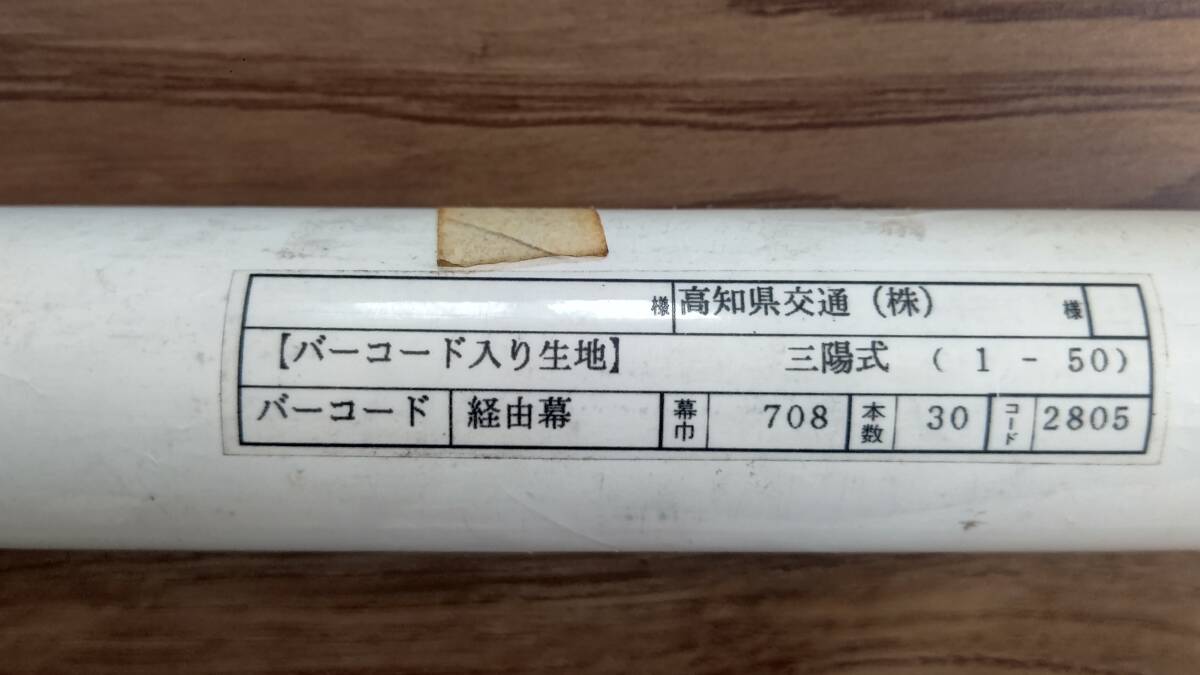 様 高知県交通（株） 様
【バーコード入り生地】 三陽式 （1－50）
バーコード 経由幕 幕巾 708 本数 30 コード 2805